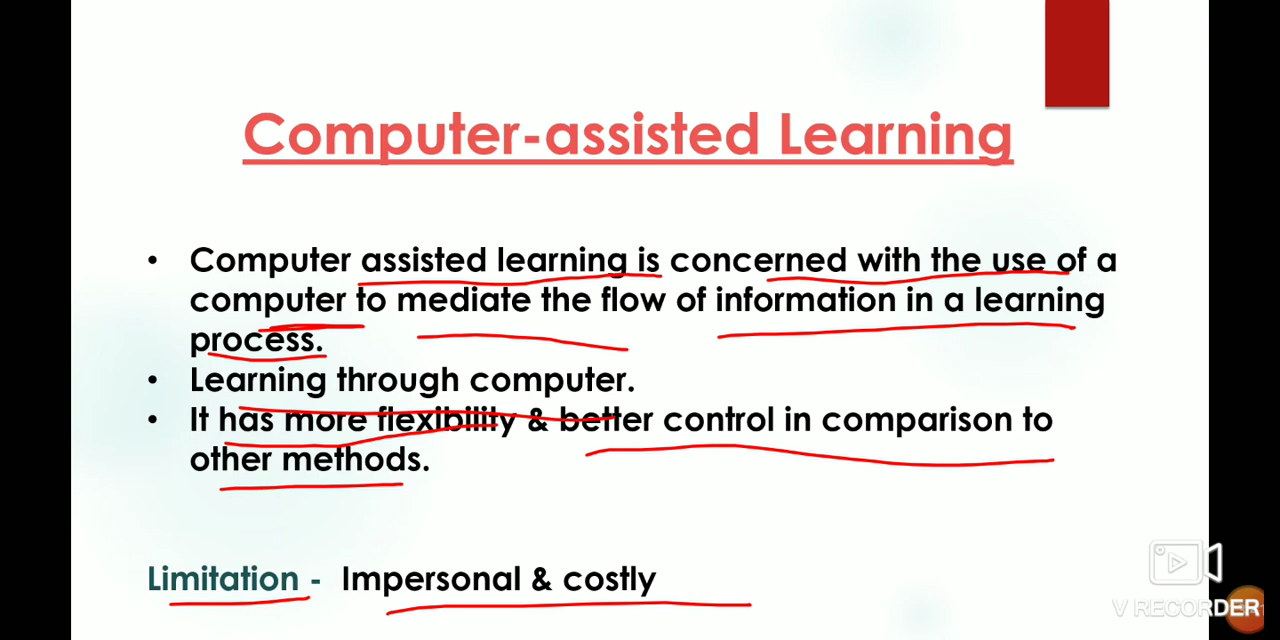 Computer-assisted Learning
• Computer assisted learning is concerned with the use of a
computer to mediate the flow of information in a learning
process.
• Learning through computer.
• It has more flexibility & better control in comparison to
other methods.
Limitation - Impersonal & costly
V RECORDER